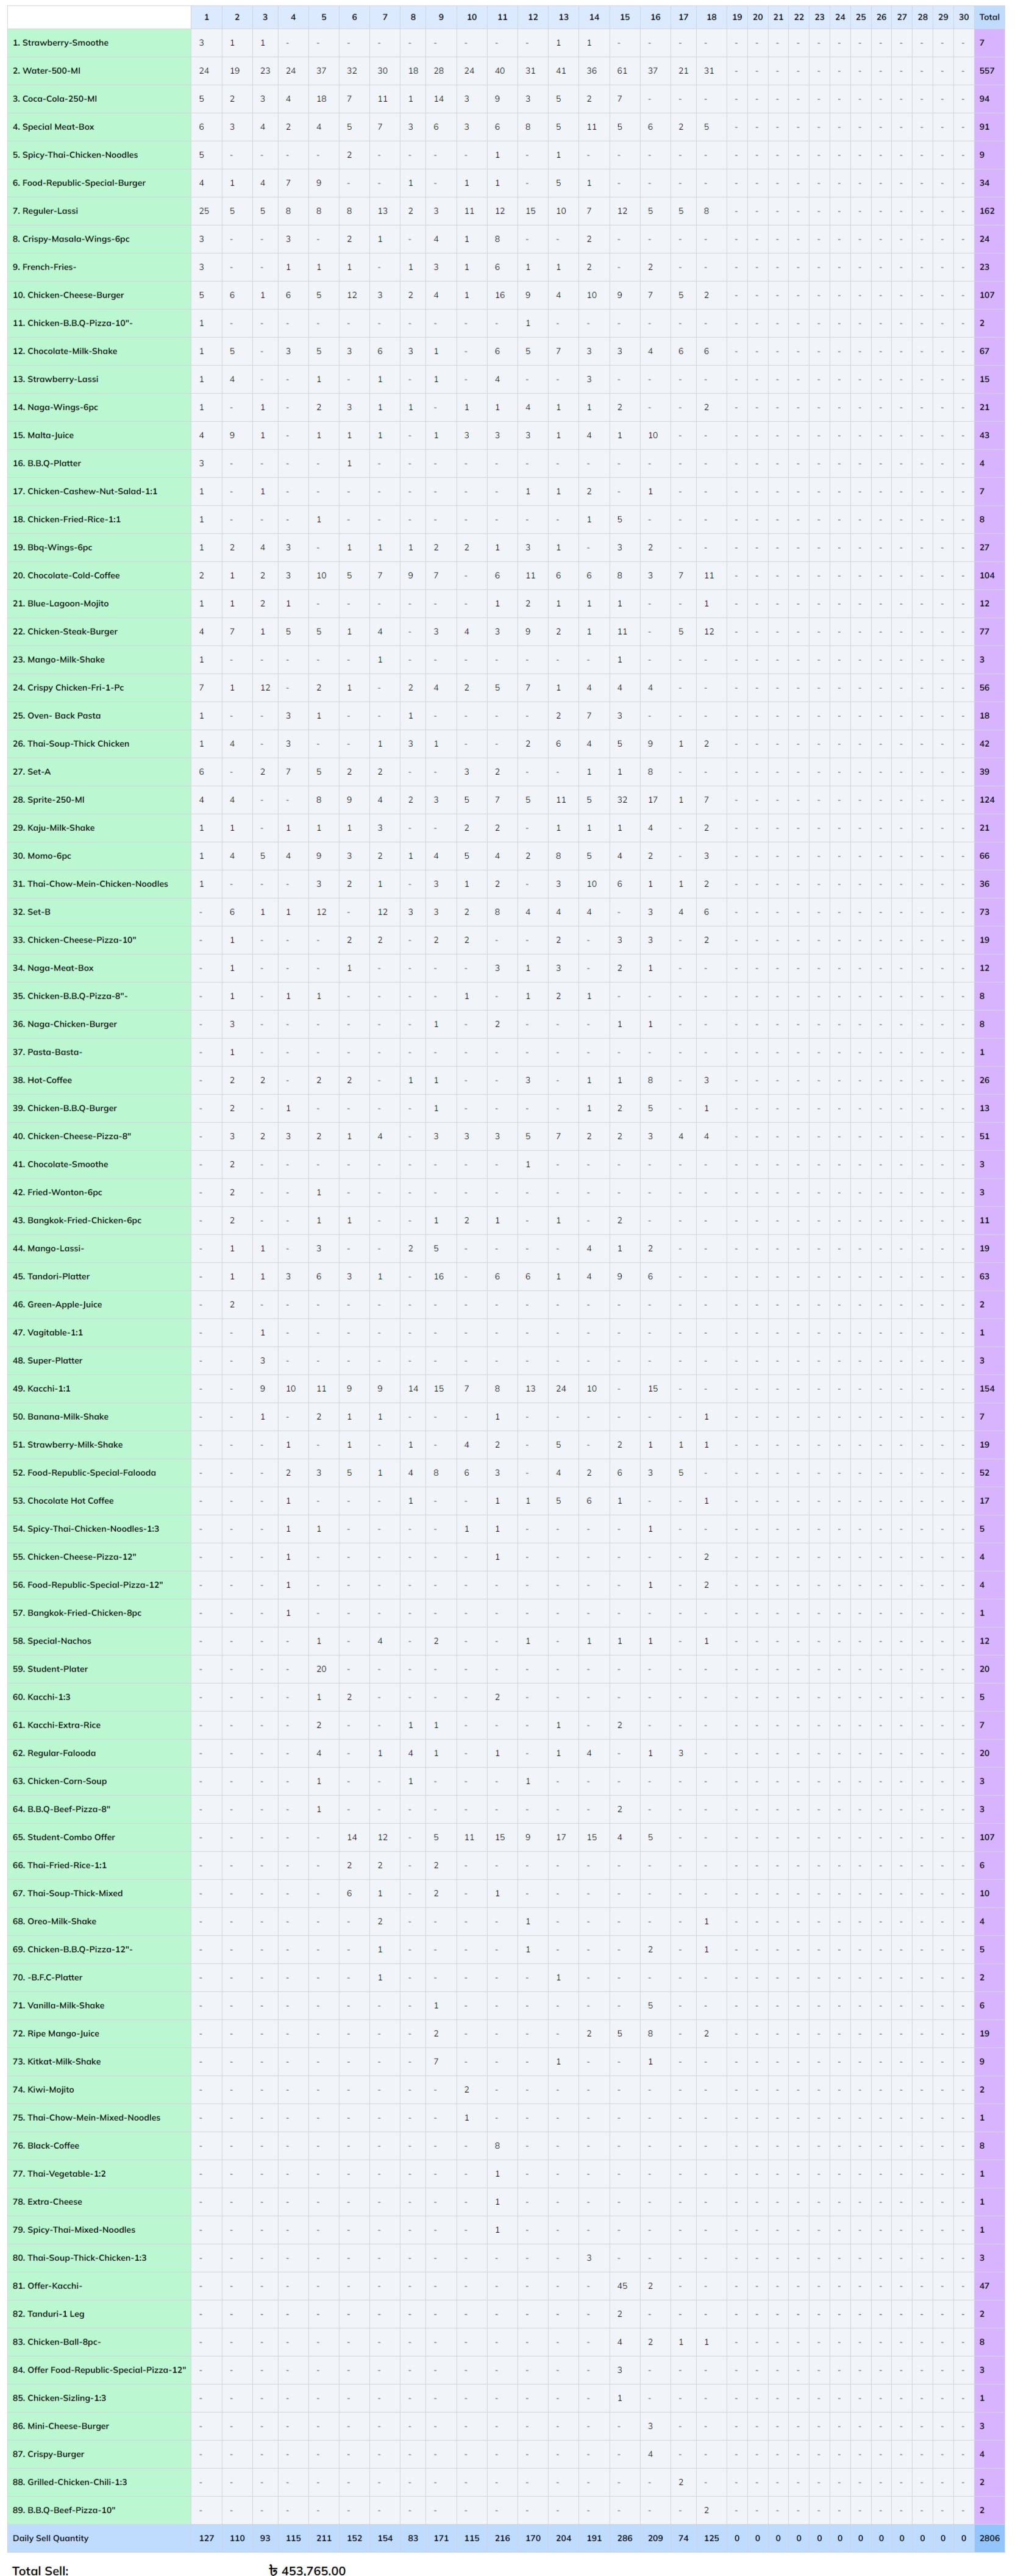 1 2 3 4 5 6 7 8 9 10 11 12 13 14 15 16 17 18 19 20 21 22 23 24 25 26 27 28 29 30 Total
1. Strawberry-Smoothe 3 1 1 - - - - - - - - - 1 1 - - - - - - - - - - - - - - - - 7
2. Water-500-Ml 24 19 23 24 37 32 30 18 28 24 40 31 41 36 61 37 21 31 - - - - - - - - - - - - 557
3. Coca-Cola-250-Ml 5 2 3 4 18 7 11 1 14 3 9 3 5 2 7 - - - - - - - - - - - - - - - 94
4. Special Meat-Box 6 3 4 2 4 5 7 3 6 3 6 8 5 11 5 6 2 5 - - - - - - - - - - - - 91
5. Spicy-Thai-Chicken-Noodles 5 - - - - 2 - - - - 1 - 1 - - - - - - - - - - - - - - - - - 9
6. Food-Republic-Special-Burger 4 1 4 7 9 - - 1 - 1 1 - 5 1 - - - - - - - - - - - - - - - - 34
7. Reguler-Lassi 25 5 5 8 8 8 13 2 3 11 12 15 10 7 12 5 5 8 - - - - - - - - - - - - 162
8. Crispy-Masala-Wings-6pc 3 - - 3 - 2 1 - 4 1 8 - - 2 - - - - - - - - - - - - - - - - 24
9. French-Fries- 3 - - 1 1 1 - 1 3 1 6 1 1 2 - 2 - - - - - - - - - - - - - - 23
10. Chicken-Cheese-Burger 5 6 1 6 5 12 3 2 4 1 16 9 4 10 9 7 5 2 - - - - - - - - - - - - 107
11. Chicken-B.B.Q-Pizza-10"- 1 - - - - - - - - - - 1 - - - - - - - - - - - - - - - - - - 2
12. Chocolate-Milk-Shake 1 5 - 3 5 3 6 3 1 - 6 5 7 3 3 4 6 6 - - - - - - - - - - - - 67
13. Strawberry-Lassi 1 4 - - 1 - 1 - 1 - 4 - - 3 - - - - - - - - - - - - - - - - 15
14. Naga-Wings-6pc 1 - 1 - 2 3 1 1 - 1 1 4 1 1 2 - - 2 - - - - - - - - - - - - 21
15. Malta-Juice 4 9 1 - 1 1 1 - 1 3 3 3 1 4 1 10 - - - - - - - - - - - - - - 43
16. B.B.Q-Platter 3 - - - - 1 - - - - - - - - - - - - - - - - - - - - - - - - 4
17. Chicken-Cashew-Nut-Salad-1:1 1 - 1 - - - - - - - - 1 1 2 - 1 - - - - - - - - - - - - - - 7
18. Chicken-Fried-Rice-1:1 1 - - - 1 - - - - - - - - 1 5 - - - - - - - - - - - - - - - 8
19. Bbq-Wings-6pc 1 2 4 3 - 1 1 1 2 2 1 3 1 - 3 2 - - - - - - - - - - - - - - 27
20. Chocolate-Cold-Coffee 2 1 2 3 10 5 7 9 7 - 6 11 6 6 8 3 7 11 - - - - - - - - - - - - 104
21. Blue-Lagoon-Mojito 1 1 2 1 - - - - - - 1 2 1 1 1 - - 1 - - - - - - - - - - - - 12
22. Chicken-Steak-Burger 4 7 1 5 5 1 4 - 3 4 3 9 2 1 11 - 5 12 - - - - - - - - - - - - 77
23. Mango-Milk-Shake 1 - - - - - 1 - - - - - - - 1 - - - - - - - - - - - - - - - 3
24. Crispy Chicken-Fri-1-Pc 7 1 12 - 2 1 - 2 4 2 5 7 1 4 4 4 - - - - - - - - - - - - - - 56
25. Oven- Back Pasta 1 - - 3 1 - - 1 - - - - 2 7 3 - - - - - - - - - - - - - - - 18
26. Thai-Soup-Thick Chicken 1 4 - 3 - - 1 3 1 - - 2 6 4 5 9 1 2 - - - - - - - - - - - - 42
27. Set-A 6 - 2 7 5 2 2 - - 3 2 - - 1 1 8 - - - - - - - - - - - - - - 39
28. Sprite-250-Ml 4 4 - - 8 9 4 2 3 5 7 5 11 5 32 17 1 7 - - - - - - - - - - - - 124
29. Kaju-Milk-Shake 1 1 - 1 1 1 3 - - 2 2 - 1 1 1 4 - 2 - - - - - - - - - - - - 21
30. Momo-6pc 1 4 5 4 9 3 2 1 4 5 4 2 8 5 4 2 - 3 - - - - - - - - - - - - 66
31. Thai-Chow-Mein-Chicken-Noodles 1 - - - 3 2 1 - 3 1 2 - 3 10 6 1 1 2 - - - - - - - - - - - - 36
32. Set-B - 6 1 1 12 - 12 3 3 2 8 4 4 4 - 3 4 6 - - - - - - - - - - - - 73
33. Chicken-Cheese-Pizza-10" - 1 - - - 2 2 - 2 2 - - 2 - 3 3 - 2 - - - - - - - - - - - - 19
34. Naga-Meat-Box - 1 - - - 1 - - - - 3 1 3 - 2 1 - - - - - - - - - - - - - - 12
35. Chicken-B.B.Q-Pizza-8"- - 1 - 1 1 - - - - 1 - 1 2 1 - - - - - - - - - - - - - - - - 8
36. Naga-Chicken-Burger - 3 - - - - - - 1 - 2 - - - 1 1 - - - - - - - - - - - - - - 8
37. Pasta-Basta- - 1 - - - - - - - - - - - - - - - - - - - - - - - - - - - - 1
38. Hot-Coffee - 2 2 - 2 2 - 1 1 - - 3 - 1 1 8 - 3 - - - - - - - - - - - - 26
39. Chicken-B.B.Q-Burger - 2 - 1 - - - - 1 - - - - 1 2 5 - 1 - - - - - - - - - - - - 13
40. Chicken-Cheese-Pizza-8" - 3 2 3 2 1 4 - 3 3 3 5 7 2 2 3 4 4 - - - - - - - - - - - - 51
41. Chocolate-Smoothe - 2 - - - - - - - - - 1 - - - - - - - - - - - - - - - - - - 3
42. Fried-Wonton-6pc - 2 - - 1 - - - - - - - - - - - - - - - - - - - - - - - - - 3
43. Bangkok-Fried-Chicken-6pc - 2 - - 1 1 - - 1 2 1 - 1 - 2 - - - - - - - - - - - - - - - 11
44. Mango-Lassi- - 1 1 - 3 - - 2 5 - - - - 4 1 2 - - - - - - - - - - - - - - 19
45. Tandori-Platter - 1 1 3 6 3 1 - 16 - 6 6 1 4 9 6 - - - - - - - - - - - - - - 63
46. Green-Apple-Juice - 2 - - - - - - - - - - - - - - - - - - - - - - - - - - - - 2
47. Vagitable-1:1 - - 1 - - - - - - - - - - - - - - - - - - - - - - - - - - - 1
48. Super-Platter - - 3 - - - - - - - - - - - - - - - - - - - - - - - - - - - 3
49. Kacchi-1:1 - - 9 10 11 9 9 14 15 7 8 13 24 10 - 15 - - - - - - - - - - - - - - 154
50. Banana-Milk-Shake - - 1 - 2 1 1 - - - 1 - - - - - - 1 - - - - - - - - - - - - 7
51. Strawberry-Milk-Shake - - - 1 - 1 - 1 - 4 2 - 5 - 2 1 1 1 - - - - - - - - - - - - 19
52. Food-Republic-Special-Falooda - - - 2 3 5 1 4 8 6 3 - 4 2 6 3 5 - - - - - - - - - - - - - 52
53. Chocolate Hot Coffee - - - 1 - - - 1 - - 1 1 5 6 1 - - 1 - - - - - - - - - - - - 17
54. Spicy-Thai-Chicken-Noodles-1:3 - - - 1 1 - - - - 1 1 - - - - 1 - - - - - - - - - - - - - - 5
55. Chicken-Cheese-Pizza-12" - - - 1 - - - - - - 1 - - - - - - 2 - - - - - - - - - - - - 4
56. Food-Republic-Special-Pizza-12" - - - 1 - - - - - - - - - - - 1 - 2 - - - - - - - - - - - - 4
57. Bangkok-Fried-Chicken-8pc - - - 1 - - - - - - - - - - - - - - - - - - - - - - - - - - 1
58. Special-Nachos - - - - 1 - 4 - 2 - - 1 - 1 1 1 - 1 - - - - - - - - - - - - 12
59. Student-Plater - - - - 20 - - - - - - - - - - - - - - - - - - - - - - - - - 20
60. Kacchi-1:3 - - - - 1 2 - - - - 2 - - - - - - - - - - - - - - - - - - - 5
61. Kacchi-Extra-Rice - - - - 2 - - 1 1 - - - 1 - 2 - - - - - - - - - - - - - - - 7
62. Regular-Falooda - - - - 4 - 1 4 1 - 1 - 1 4 - 1 3 - - - - - - - - - - - - - 20
63. Chicken-Corn-Soup - - - - 1 - - 1 - - - 1 - - - - - - - - - - - - - - - - - - 3
64. B.B.Q-Beef-Pizza-8" - - - - 1 - - - - - - - - - 2 - - - - - - - - - - - - - - - 3
65. Student-Combo Offer - - - - - 14 12 - 5 11 15 9 17 15 4 5 - - - - - - - - - - - - - - 107
66. Thai-Fried-Rice-1:1 - - - - - 2 2 - 2 - - - - - - - - - - - - - - - - - - - - - 6
67. Thai-Soup-Thick-Mixed - - - - - 6 1 - 2 - 1 - - - - - - - - - - - - - - - - - - - 10
68. Oreo-Milk-Shake - - - - - - 2 - - - - 1 - - - - - 1 - - - - - - - - - - - - 4
69. Chicken-B.B.Q-Pizza-12"- - - - - - - 1 - - - - 1 - - - 2 - 1 - - - - - - - - - - - - 5
70. -B.F.C-Platter - - - - - - 1 - - - - - 1 - - - - - - - - - - - - - - - - - 2
71. Vanilla-Milk-Shake - - - - - - - - 1 - - - - - - 5 - - - - - - - - - - - - - - 6
72. Ripe Mango-Juice - - - - - - - - 2 - - - - 2 5 8 - 2 - - - - - - - - - - - - 19
73. Kitkat-Milk-Shake - - - - - - - - 7 - - - 1 - - 1 - - - - - - - - - - - - - - 9
74. Kiwi-Mojito - - - - - - - - - 2 - - - - - - - - - - - - - - - - - - - - 2
75. Thai-Chow-Mein-Mixed-Noodles - - - - - - - - - 1 - - - - - - - - - - - - - - - - - - - - 1
76. Black-Coffee - - - - - - - - - - 8 - - - - - - - - - - - - - - - - - - - 8
77. Thai-Vegetable-1:2 - - - - - - - - - - 1 - - - - - - - - - - - - - - - - - - - 1
78. Extra-Cheese - - - - - - - - - - 1 - - - - - - - - - - - - - - - - - - - 1
79. Spicy-Thai-Mixed-Noodles - - - - - - - - - - 1 - - - - - - - - - - - - - - - - - - - 1
80. Thai-Soup-Thick-Chicken-1:3 - - - - - - - - - - - - - 3 - - - - - - - - - - - - - - - - 3
81. Offer-Kacchi- - - - - - - - - - - - - - - 45 2 - - - - - - - - - - - - - - 47
82. Tanduri-1 Leg - - - - - - - - - - - - - - 2 - - - - - - - - - - - - - - - 2
83. Chicken-Ball-8pc- - - - - - - - - - - - - - - 4 2 1 1 - - - - - - - - - - - - 8
84. Offer Food-Republic-Special-Pizza-12" - - - - - - - - - - - - - - 3 - - - - - - - - - - - - - - - 3
85. Chicken-Sizling-1:3 - - - - - - - - - - - - - - 1 - - - - - - - - - - - - - - - 1
86. Mini-Cheese-Burger - - - - - - - - - - - - - - - 3 - - - - - - - - - - - - - - 3
87. Crispy-Burger - - - - - - - - - - - - - - - 4 - - - - - - - - - - - - - - 4
88. Grilled-Chicken-Chili-1:3 - - - - - - - - - - - - - - - - 2 - - - - - - - - - - - - - 2
89. B.B.Q-Beef-Pizza-10" - - - - - - - - - - - - - - - - - 2 - - - - - - - - - - - - 2
Daily Sell Quantity 127 110 93 115 211 152 154 83 171 115 216 170 204 191 286 209 74 125 0 0 0 0 0 0 0 0 0 0 0 0 2806
Total Sell: ৳ 453,765.00